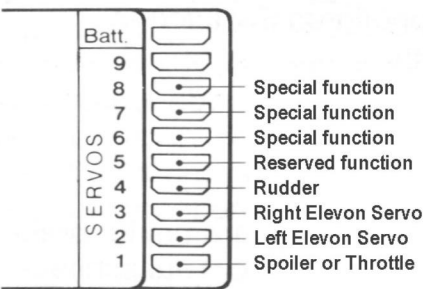 Batt.
9
8 Special function
7 Special function
6 Special function
5 Reserved function
4 Rudder
3 Right Elevon Servo
2 Left Elevon Servo
1 Spoiler or Throttle
SERVOS